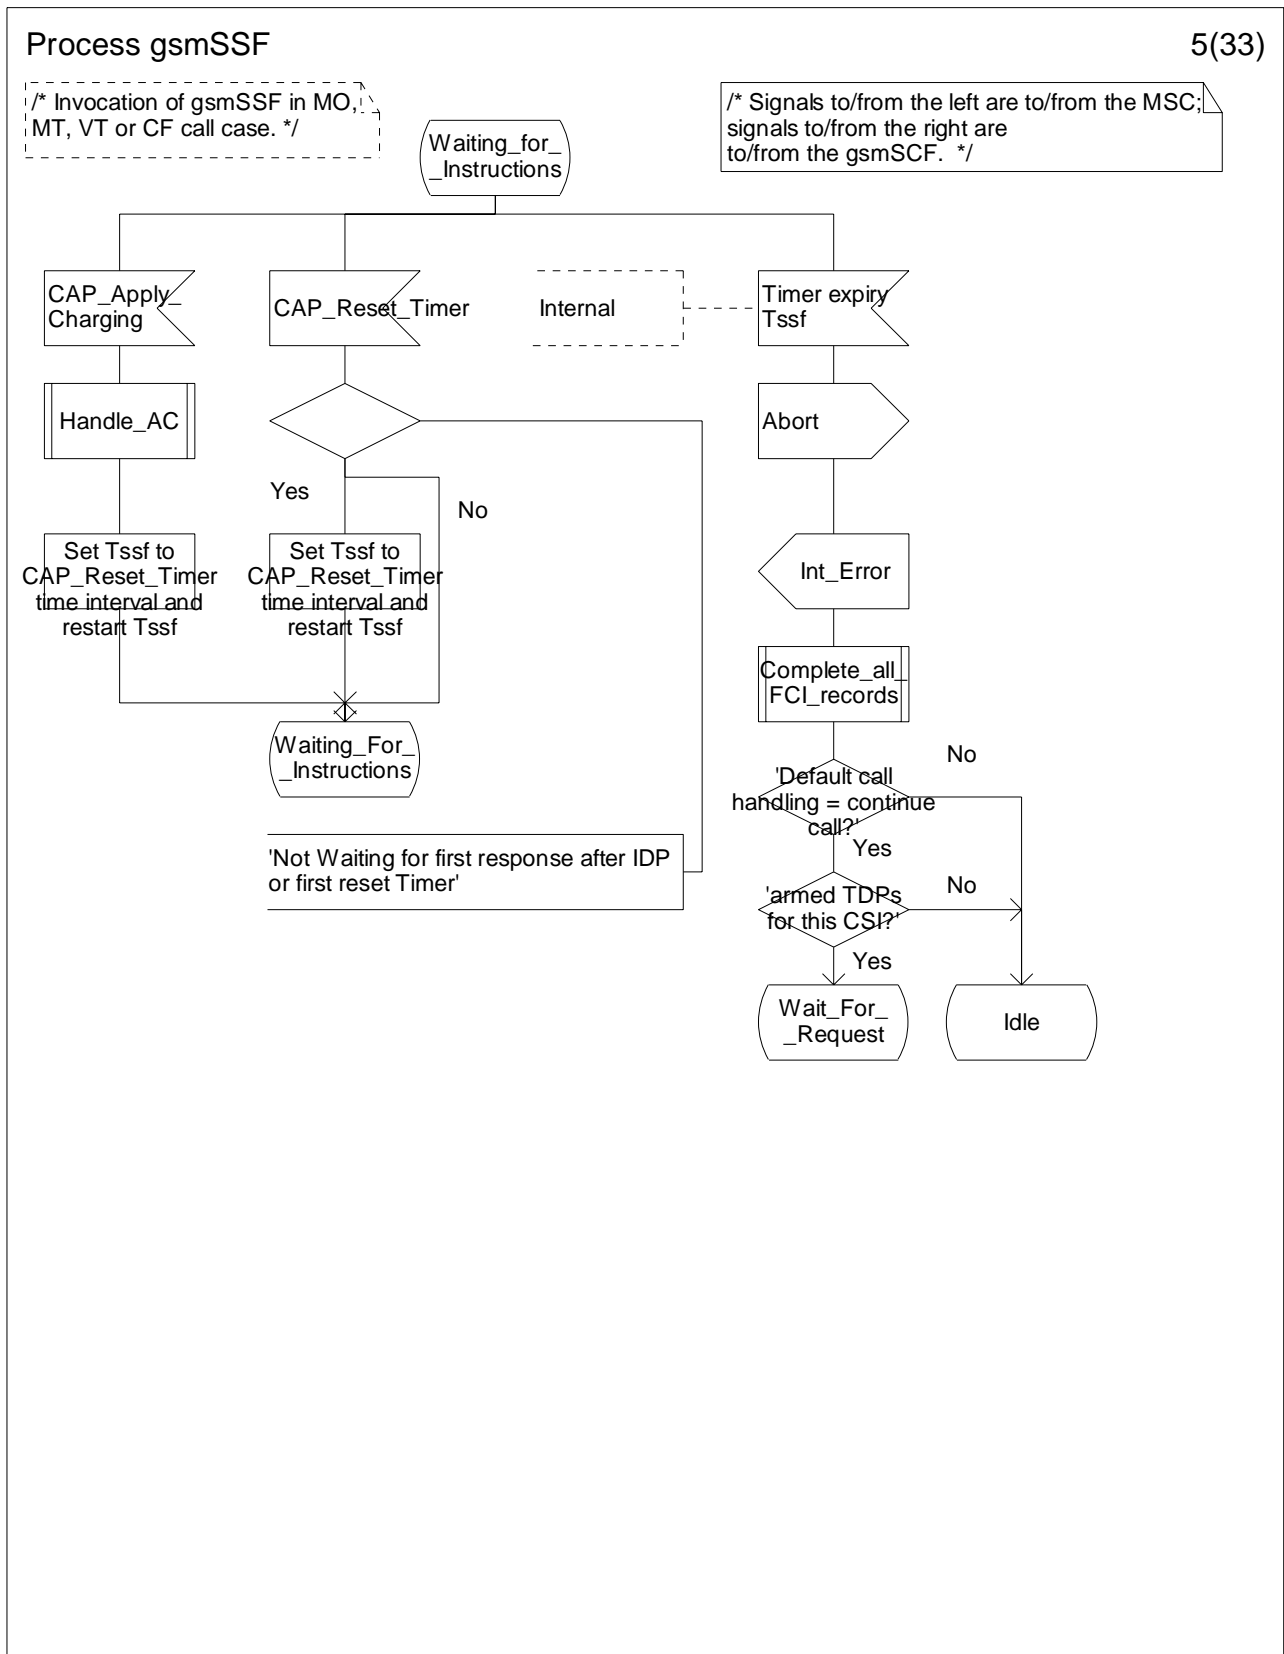 Process gsmSSF
5(33)
/* Invocation of gsmSSF in MO,
MT, VT or CF call case. */
/* Signals to/from the left are to/from the MSC;
signals to/from the right are
to/from the gsmSCF.  */
Waiting_for_
_Instructions
CAP_Apply_
Charging
CAP_Reset_Timer
Internal
Timer expiry
Tssf
Handle_AC
Abort
Yes
No
Set Tssf to
CAP_Reset_Timer
time interval and
restart Tssf
Set Tssf to
CAP_Reset_Timer
time interval and
restart Tssf
Int_Error
Complete_all_
FCI_records
Waiting_For_
_Instructions
No
'Default call
handling = continue
call?'
Yes
'Not Waiting for first response after IDP
or first reset Timer'
'armed TDPs
for this CSI?'
No
Yes
Wait_For_
_Request
Idle